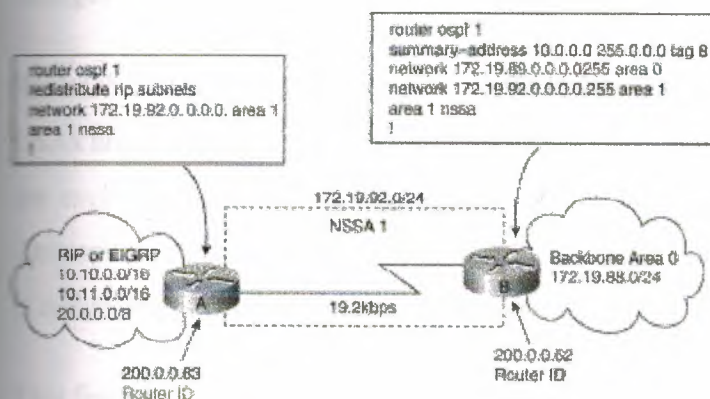 router ospf 1
redistribute rip subnets
network 172.19.92.0. 0.0.0. area 1
area 1 nssa
!
router ospf 1
summary-address 10.0.0.0 255.0.0.0 tag 8
network 172.19.89.0.0.0.0255 area 0
network 172.19.92.0.0.0.0.255 area 1
area 1 nssa
!
172.19.92.0/24
NSSA 1
RIP or EIGRP
10.10.0.0/16
10.11.0.0/16
20.0.0.0/8
A
19.2kbps
B
Backbone Area 0
172.19.88.0/24
200.0.0.63
Router ID
200.0.0.62
Router ID